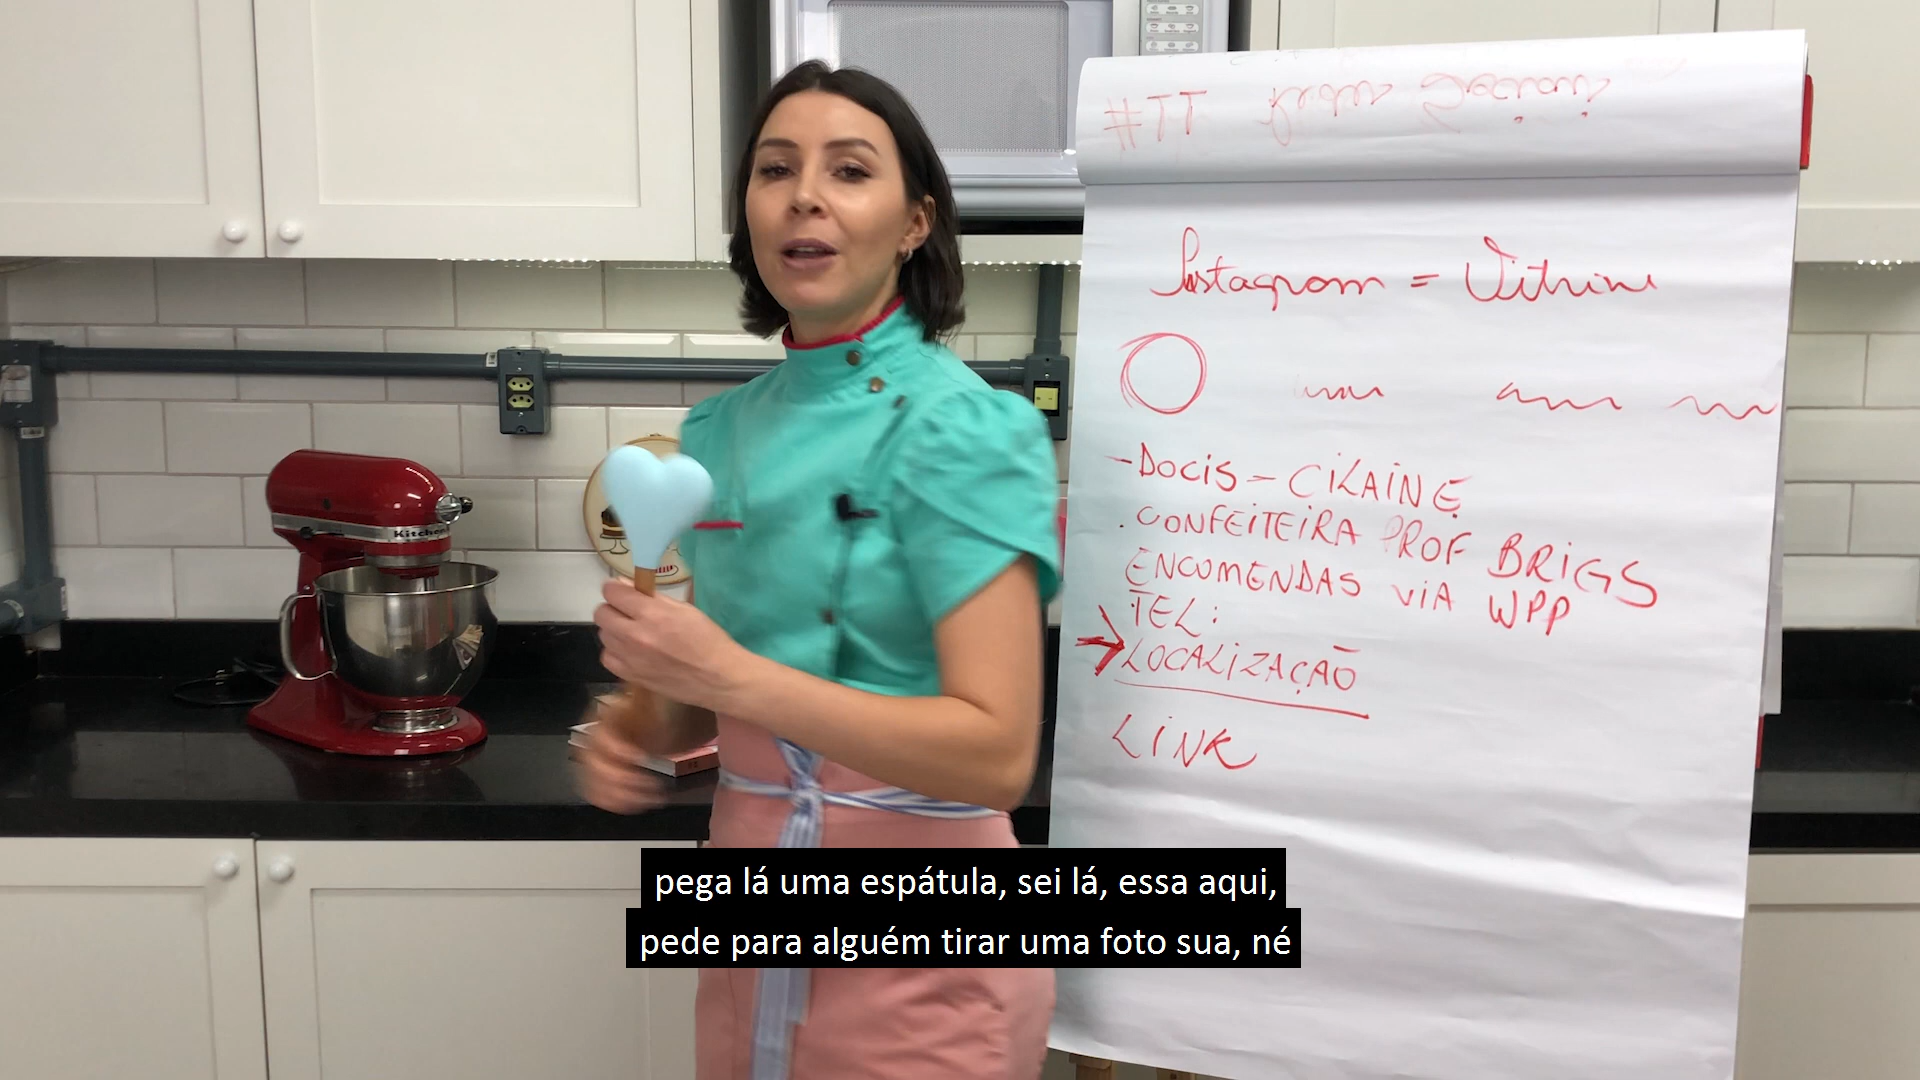 #TT
Instagram = Vitrine
- DOCIS - CILAINE
. CONFEITEIRA PROF BRIGS
ENCOMENDAS VIA WPP
TEL:
LOCALIZAÇÃO
LINK
pega lá uma espátula, sei lá, essa aqui,
pede para alguém tirar uma foto sua, né